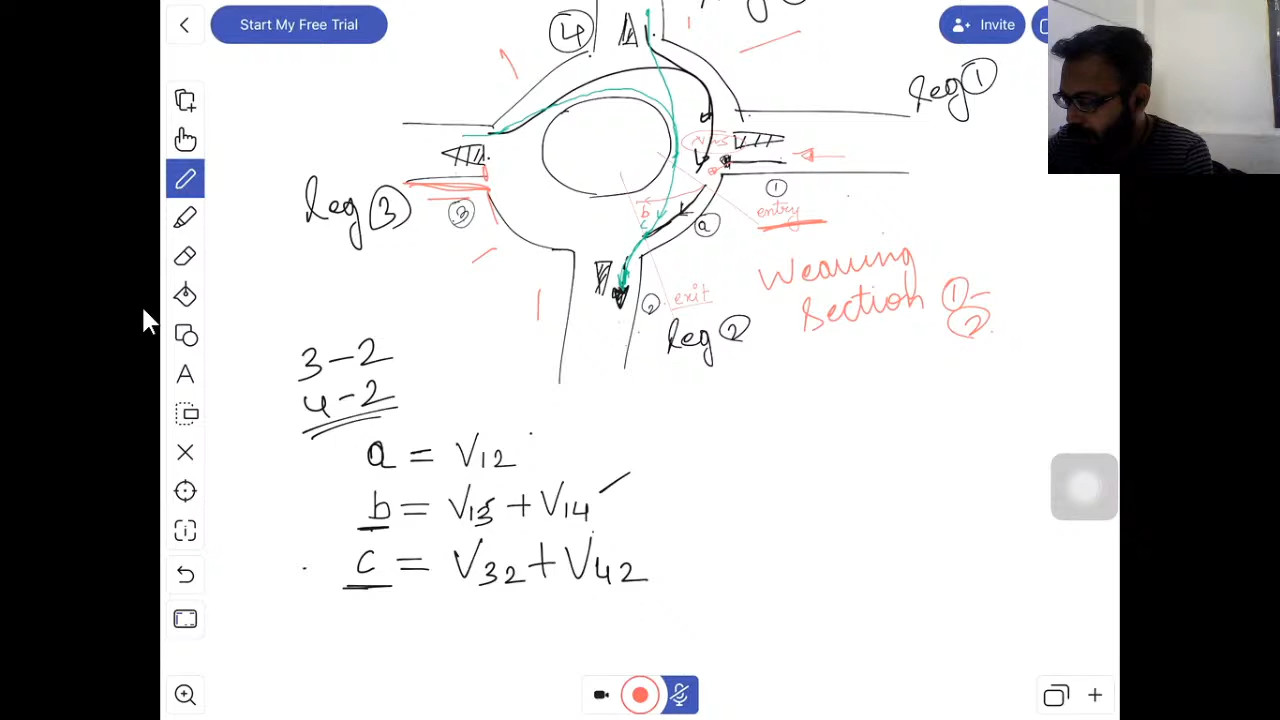 Start My Free Trial
Invite
4
leg 1
leg 3
3
1
entry
b
c
a
Weaving
Section 1-
2
2
exit
leg 2
3-2
4-2
a = V12
b = V13 + V14
c = V32 + V42